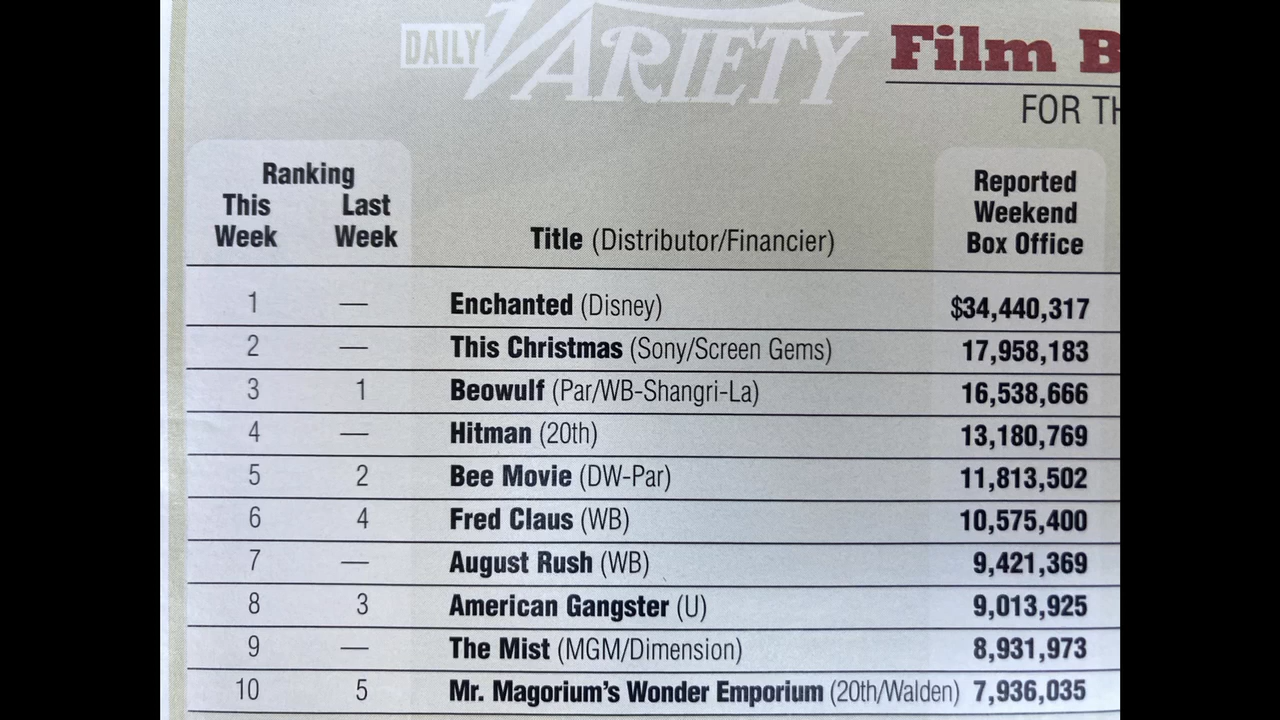 DAILY VARIETY
Film B
FOR TH
Ranking
This Week Last Week Title (Distributor/Financier) Reported Weekend Box Office
1 — Enchanted (Disney) $34,440,317
2 — This Christmas (Sony/Screen Gems) 17,958,183
3 1 Beowulf (Par/WB-Shangri-La) 16,538,666
4 — Hitman (20th) 13,180,769
5 2 Bee Movie (DW-Par) 11,813,502
6 4 Fred Claus (WB) 10,575,400
7 — August Rush (WB) 9,421,369
8 3 American Gangster (U) 9,013,925
9 — The Mist (MGM/Dimension) 8,931,973
10 5 Mr. Magorium's Wonder Emporium (20th/Walden) 7,936,035